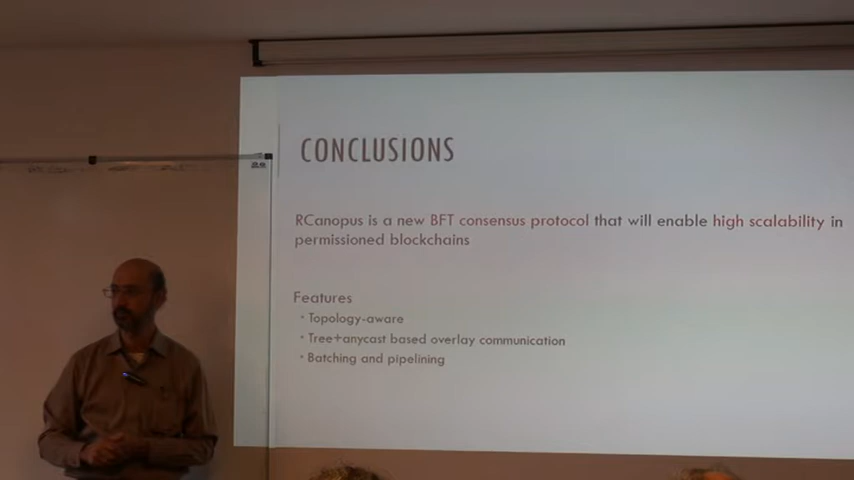 CONCLUSIONS
RCanopus is a new BFT consensus protocol that will enable high scalability in
permissioned blockchains
Features
• Topology-aware
• Tree+anycast based overlay communication
• Batching and pipelining